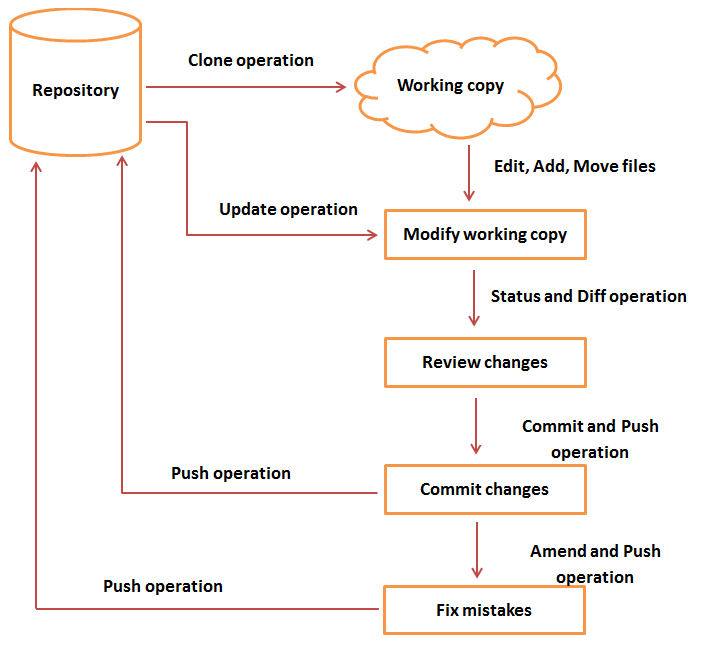 Clone operation
Repository
Working copy
Edit, Add, Move files
Update operation
Modify working copy
Status and Diff operation
Review changes
Commit and Push
operation
Push operation
Commit changes
Amend and Push
operation
Push operation
Fix mistakes